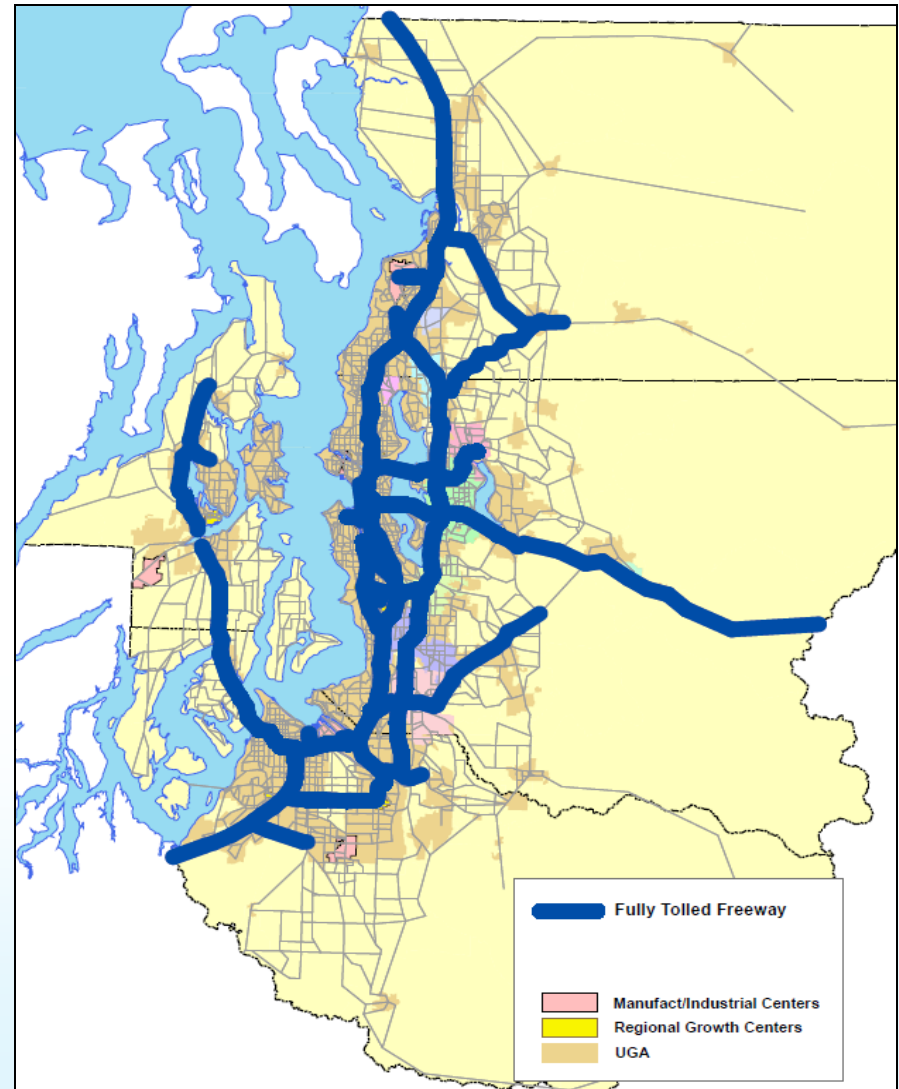 Fully Tolled Freeway
Manufact/Industrial Centers
Regional Growth Centers
UGA